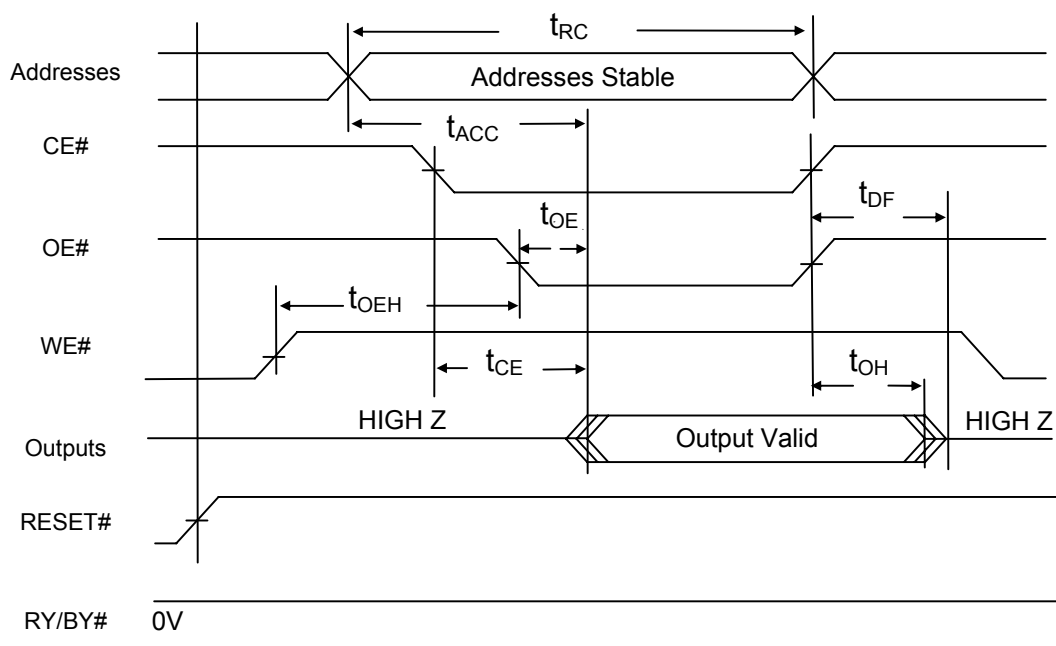 tRC
Addresses
Addresses Stable
tACC
CE#
tDF
tOE
OE#
tOEH
WE#
tCE
tOH
HIGH Z
HIGH Z
Output Valid
Outputs
RESET#
RY/BY#
0V